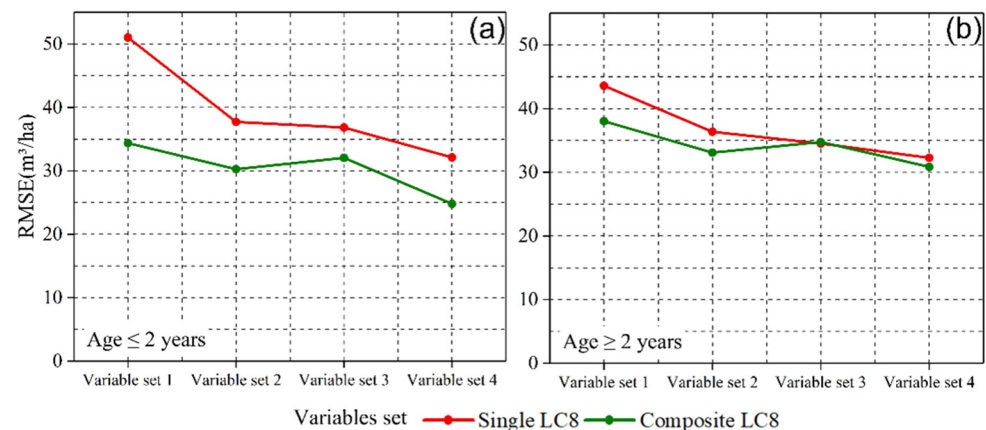 (a)
50
40
30
20
10
0
RMSE(m³/ha)
Age ≤ 2 years
Variable set 1 Variable set 2 Variable set 3 Variable set 4
(b)
50
40
30
20
10
0
Age ≥ 2 years
Variable set 1 Variable set 2 Variable set 3 Variable set 4
Variables set Single LC8 Composite LC8